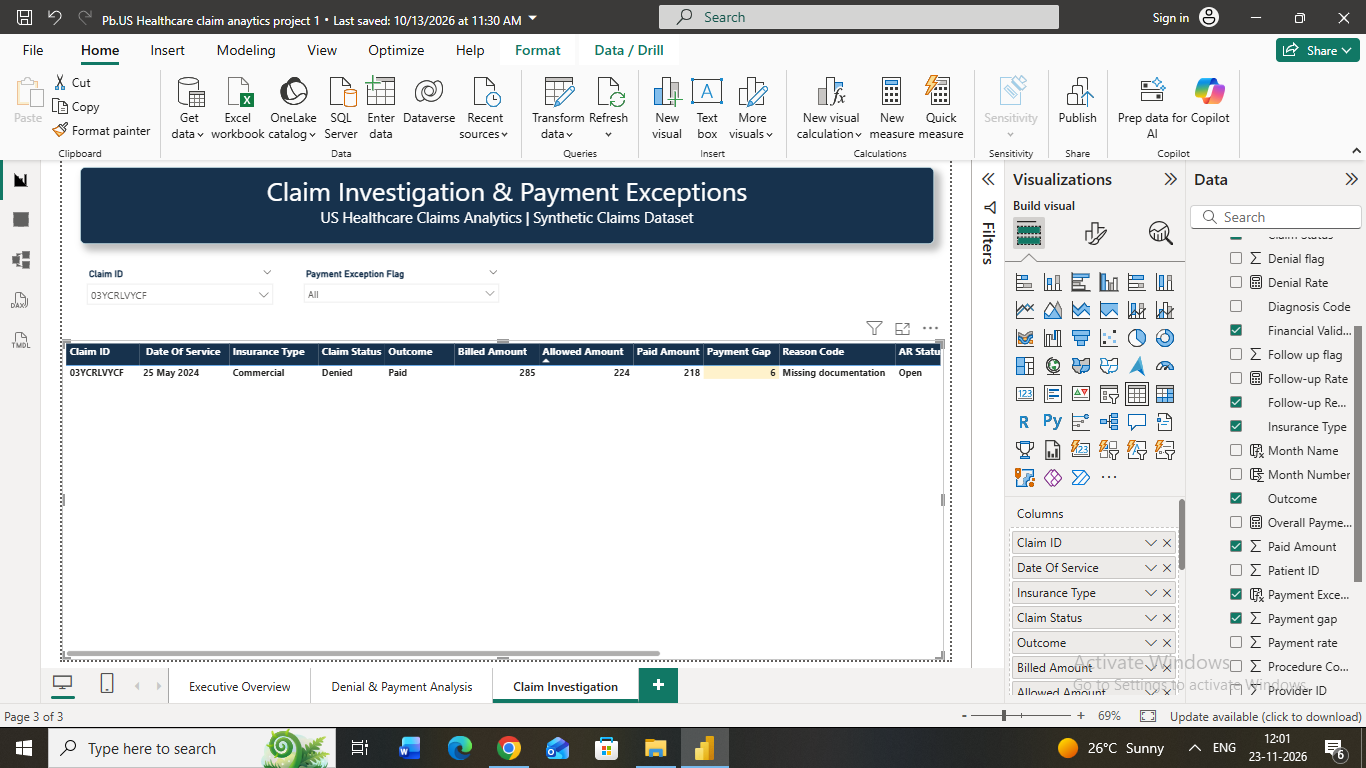 Pb.US Healthcare claim anaytics project 1 • Last saved: 10/13/2026 at 11:30 AM
Search
Sign in
File Home Insert Modeling View Optimize Help Format Data / Drill
Share
Paste
Cut
Copy
Format painter
Get data
Excel workbook
OneLake catalog
SQL Server
Enter data
Dataverse
Recent sources
Transform data
Refresh
New visual
Text box
More visuals
New visual calculation
New measure
Quick measure
Sensitivity
Publish
Prep data for AI
Copilot
Clipboard Data Queries Insert Calculations Sensitivity Share Copilot
DAX
TMDL
Claim Investigation & Payment Exceptions
US Healthcare Claims Analytics | Synthetic Claims Dataset
Claim ID
03YCRLVYCF
Payment Exception Flag
All
Claim ID Date Of Service Insurance Type Claim Status Outcome Billed Amount Allowed Amount Paid Amount Payment Gap Reason Code AR Statu
03YCRLVYCF 25 May 2024 Commercial Denied Paid 285 224 218 6 Missing documentation Open
Filters
Visualizations
Build visual
123
R Py
123
Columns
Claim ID
Date Of Service
Insurance Type
Claim Status
Outcome
Billed Amount
Allowed Amount
Data
Search
Claim Status
Denial flag
Denial Rate
Diagnosis Code
Financial Valid...
Follow up flag
Follow-up Rate
Follow-up Re...
Insurance Type
Month Name
Month Number
Outcome
Overall Payme...
Paid Amount
Patient ID
Payment Exce...
Payment gap
Payment rate
Procedure Co...
Provider ID
Activate Windows
Go to Settings to activate Windows.
Executive Overview
Denial & Payment Analysis
Claim Investigation
+
Page 3 of 3
- + 69%
Update available (click to download)
Type here to search
26°C Sunny
ENG
12:01
23-11-2026
6